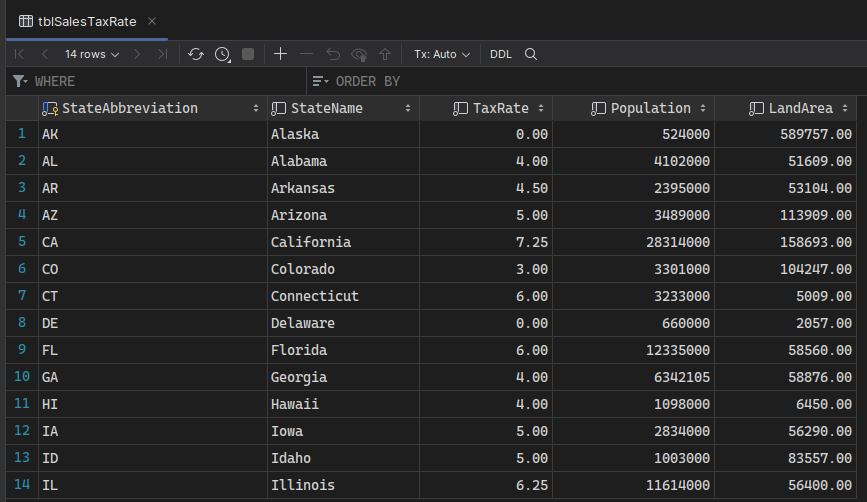 tblSalesTaxRate
14 rows Tx: Auto DDL
WHERE ORDER BY
StateAbbreviation StateName TaxRate Population LandArea
1 AK Alaska 0.00 524000 589757.00
2 AL Alabama 4.00 4102000 51609.00
3 AR Arkansas 4.50 2395000 53104.00
4 AZ Arizona 5.00 3489000 113909.00
5 CA California 7.25 28314000 158693.00
6 CO Colorado 3.00 3301000 104247.00
7 CT Connecticut 6.00 3233000 5009.00
8 DE Delaware 0.00 660000 2057.00
9 FL Florida 6.00 12335000 58560.00
10 GA Georgia 4.00 6342105 58876.00
11 HI Hawaii 4.00 1098000 6450.00
12 IA Iowa 5.00 2834000 56290.00
13 ID Idaho 5.00 1003000 83557.00
14 IL Illinois 6.25 11614000 56400.00